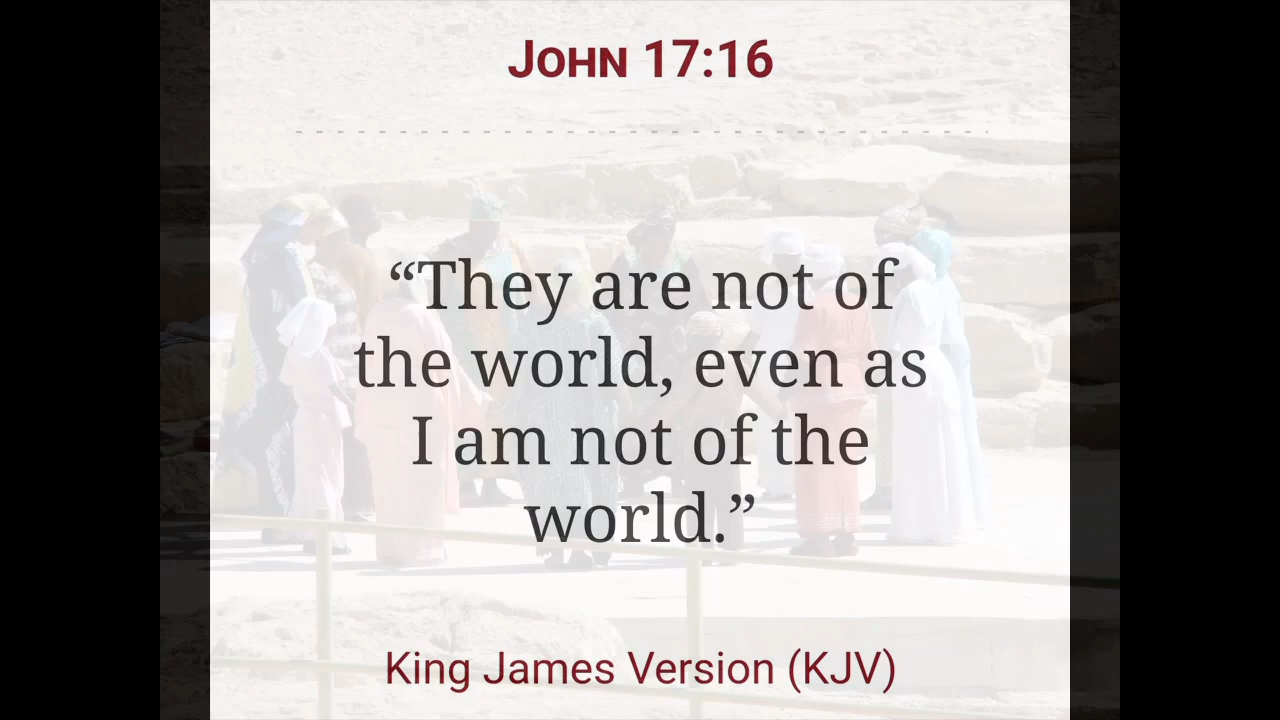 John 17:16
“They are not of
the world, even as
I am not of the
world.”
King James Version (KJV)